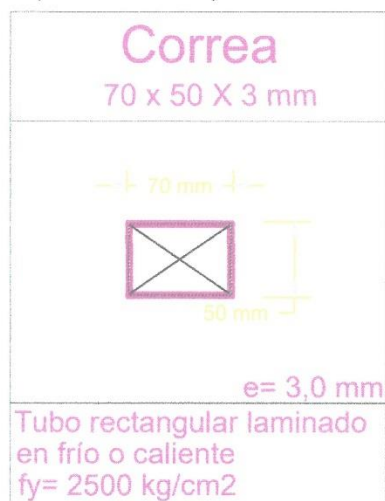 Correa
70 x 50 X 3 mm
70 mm
50 mm
e= 3,0 mm
Tubo rectangular laminado
en frío o caliente
fy= 2500 kg/cm2